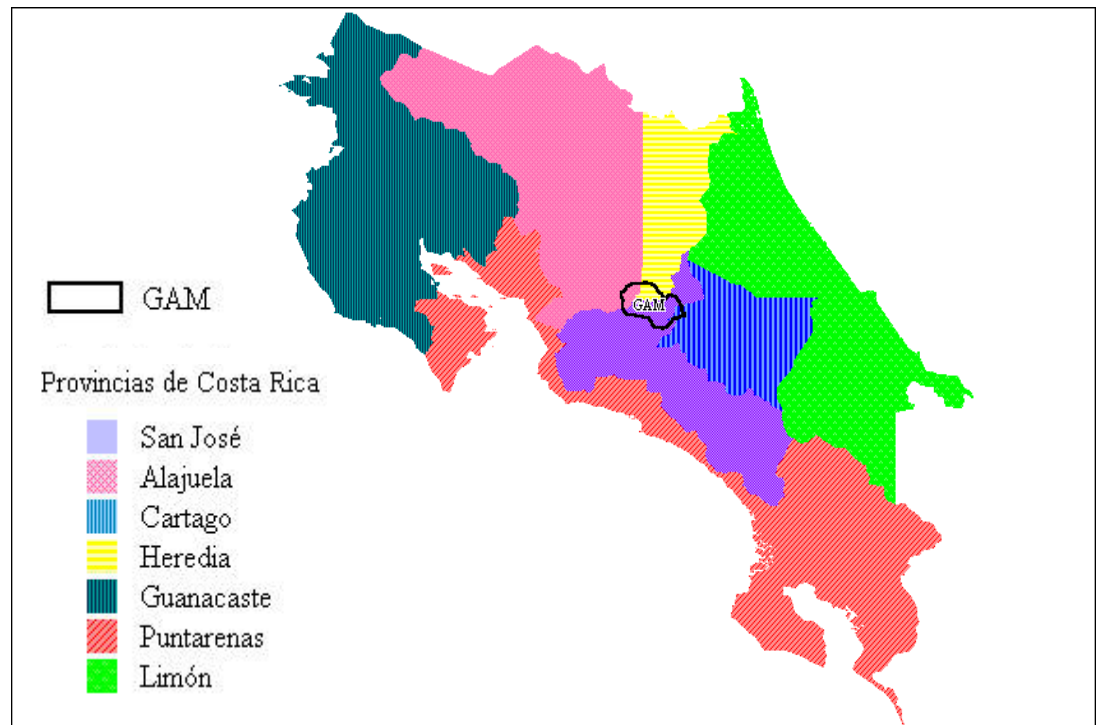 GAM
GAM
Provincias de Costa Rica
San José
Alajuela
Cartago
Heredia
Guanacaste
Puntarenas
Limón